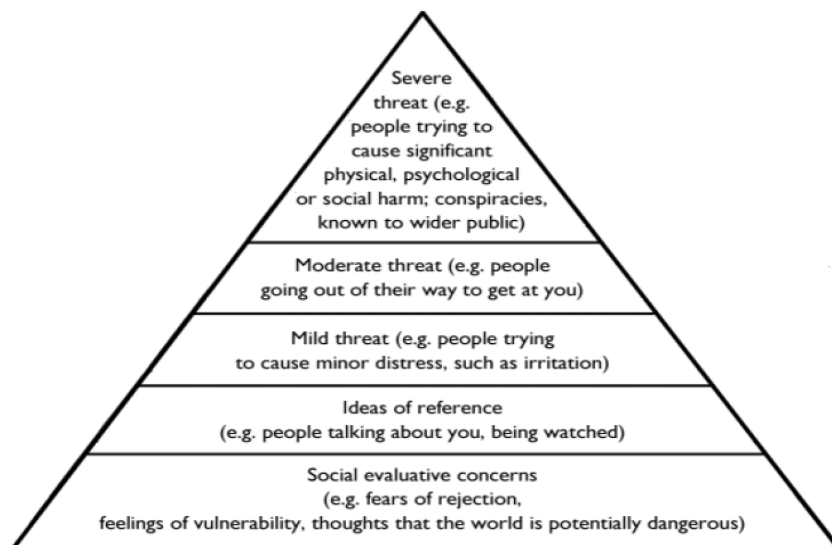 Severe
threat (e.g.
people trying to
cause significant
physical, psychological
or social harm; conspiracies,
known to wider public)
Moderate threat (e.g. people
going out of their way to get at you)
Mild threat (e.g. people trying
to cause minor distress, such as irritation)
Ideas of reference
(e.g. people talking about you, being watched)
Social evaluative concerns
(e.g. fears of rejection,
feelings of vulnerability, thoughts that the world is potentially dangerous)